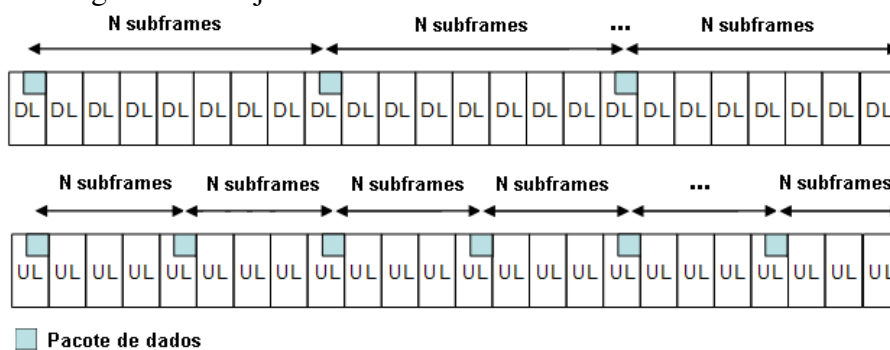 N subframes N subframes ... N subframes
DL DL DL DL DL DL DL DL DL DL DL DL DL DL DL DL DL DL DL DL DL DL DL DL
N subframes N subframes N subframes N subframes ... N subframes
UL UL UL UL UL UL UL UL UL UL UL UL UL UL UL UL UL UL UL UL UL UL UL UL
Pacote de dados